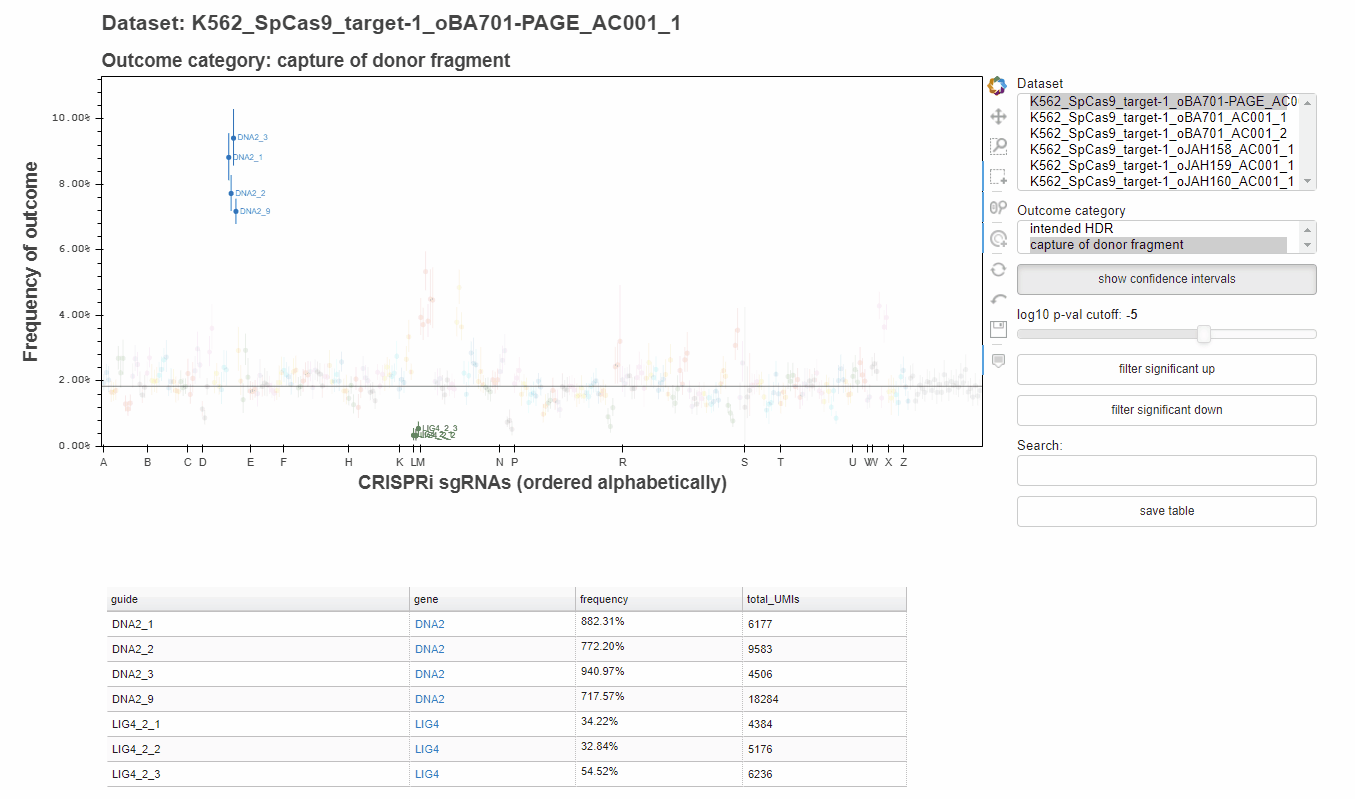 Dataset: K562_SpCas9_target-1_oBA701-PAGE_AC001_1
Outcome category: capture of donor fragment
Frequency of outcome
10.00%
8.00%
6.00%
4.00%
2.00%
0.00%
DNA2_3
DNA2_1
DNA2_2
DNA2_9
LIG4_2_3
A B C D E F H K L M N P R S T U V W X Z
CRISPRi sgRNAs (ordered alphabetically)
Dataset
K562_SpCas9_target-1_oBA701-PAGE_AC0
K562_SpCas9_target-1_oBA701_AC001_1
K562_SpCas9_target-1_oBA701_AC001_2
K562_SpCas9_target-1_oJAH158_AC001_1
K562_SpCas9_target-1_oJAH159_AC001_1
K562_SpCas9_target-1_oJAH160_AC001_1
Outcome category
intended HDR
capture of donor fragment
show confidence intervals
log10 p-val cutoff: -5
filter significant up
filter significant down
Search:
save table
guide gene frequency total_UMIs
DNA2_1 DNA2 882.31% 6177
DNA2_2 DNA2 772.20% 9583
DNA2_3 DNA2 940.97% 4506
DNA2_9 DNA2 717.57% 18284
LIG4_2_1 LIG4 34.22% 4384
LIG4_2_2 LIG4 32.84% 5176
LIG4_2_3 LIG4 54.52% 6236